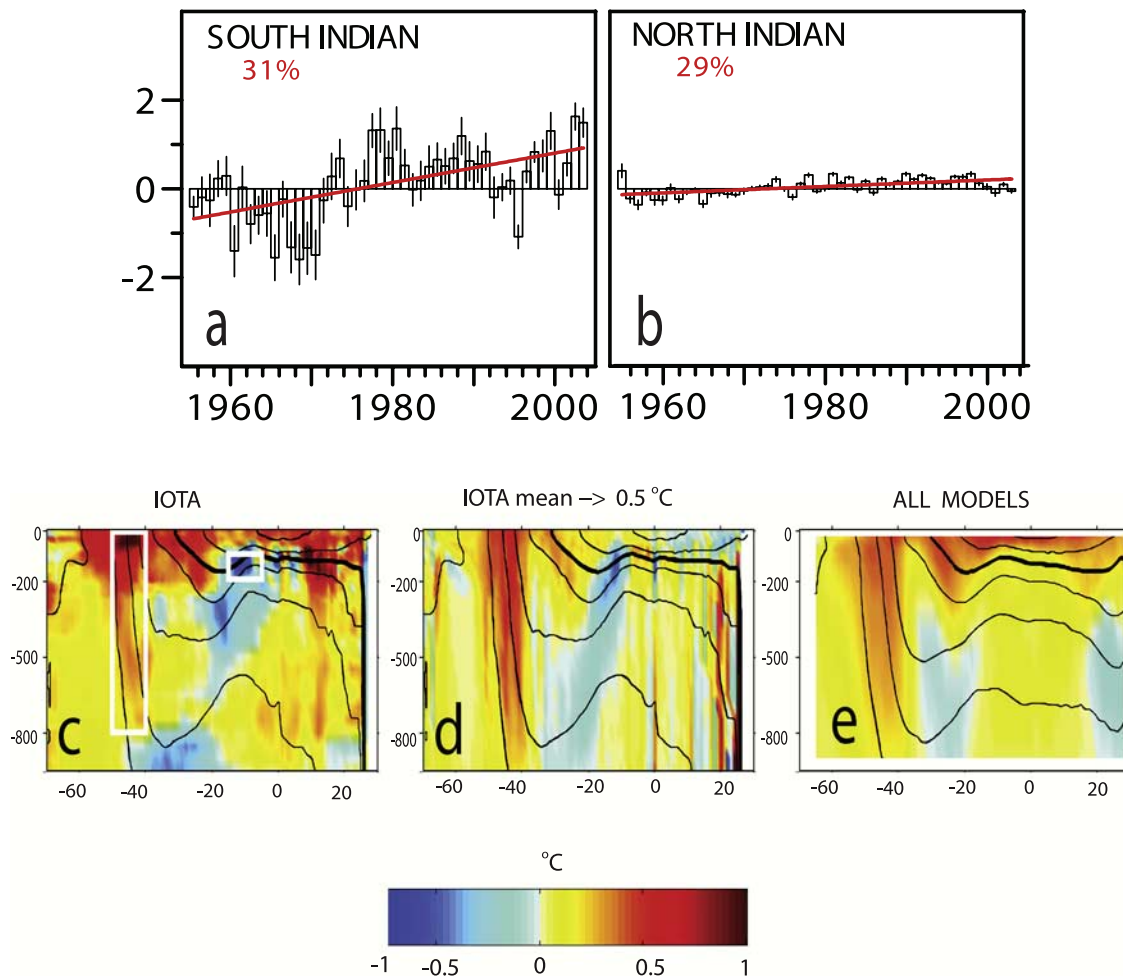 SOUTH INDIAN
31%
NORTH INDIAN
29%
2
0
-2
a
b
1960 1980 2000
1960 1980 2000
IOTA
IOTA mean –> 0.5 °C
ALL MODELS
0
-200
-500
-800
c
-60 -40 -20 0 20
0
-200
-500
-800
d
-60 -40 -20 0 20
0
-200
-500
-800
e
-60 -40 -20 0 20
°C
-1 -0.5 0 0.5 1